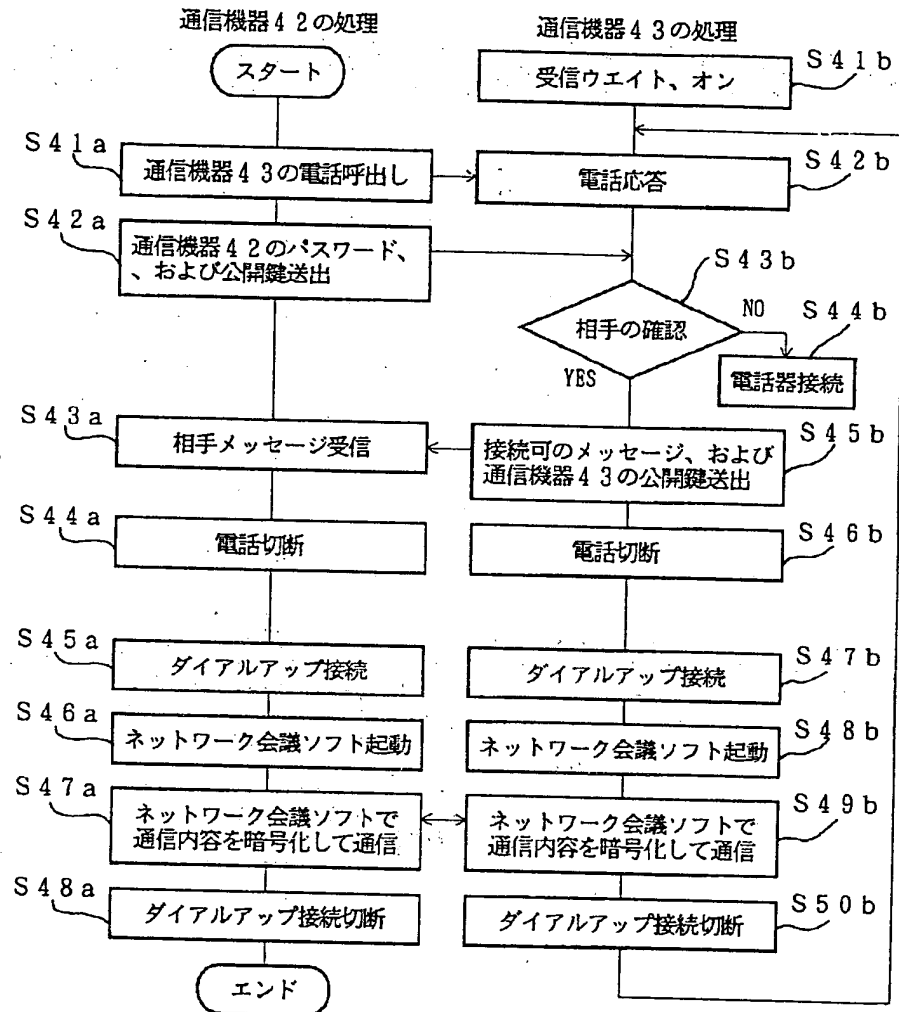 通信機器42の処理
通信機器43の処理
スタート
受信ウエイト、オン
S41b
S41a
通信機器43の電話呼出し
電話応答
S42b
S42a
通信機器42のパスワード、
、および公開鍵送出
S43b
相手の確認
NO
S44b
YES
電話器接続
S43a
相手メッセージ受信
接続可のメッセージ、および
通信機器43の公開鍵送出
S45b
S44a
電話切断
電話切断
S46b
S45a
ダイアルアップ接続
ダイアルアップ接続
S47b
S46a
ネットワーク会議ソフト起動
ネットワーク会議ソフト起動
S48b
S47a
ネットワーク会議ソフトで
通信内容を暗号化して通信
ネットワーク会議ソフトで
通信内容を暗号化して通信
S49b
S48a
ダイアルアップ接続切断
ダイアルアップ接続切断
S50b
エンド